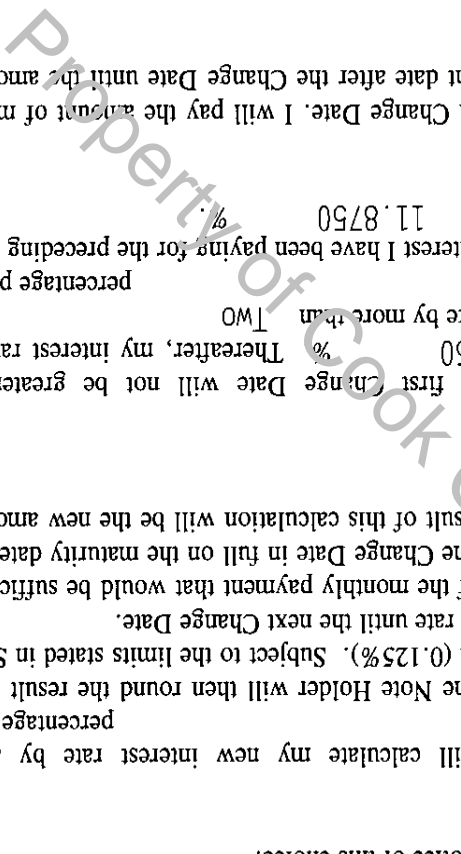 ill calculate my new interest rate by
percentage
he Note Holder will then round the result
(0.125%). Subject to the limits stated in S
rate until the next Change Date.
f the monthly payment that would be suffic
he Change Date in full on the maturity date
sult of this calculation will be the new amo
first Change Date will not be greater
50 % Thereafter, my interest ra
te by more than TWO
percentage p
terest I have been paying for the preceding
11.8750 %.
Change Date. I will pay the amount of m
nt date after the Change Date until the amo
Property of Cook C